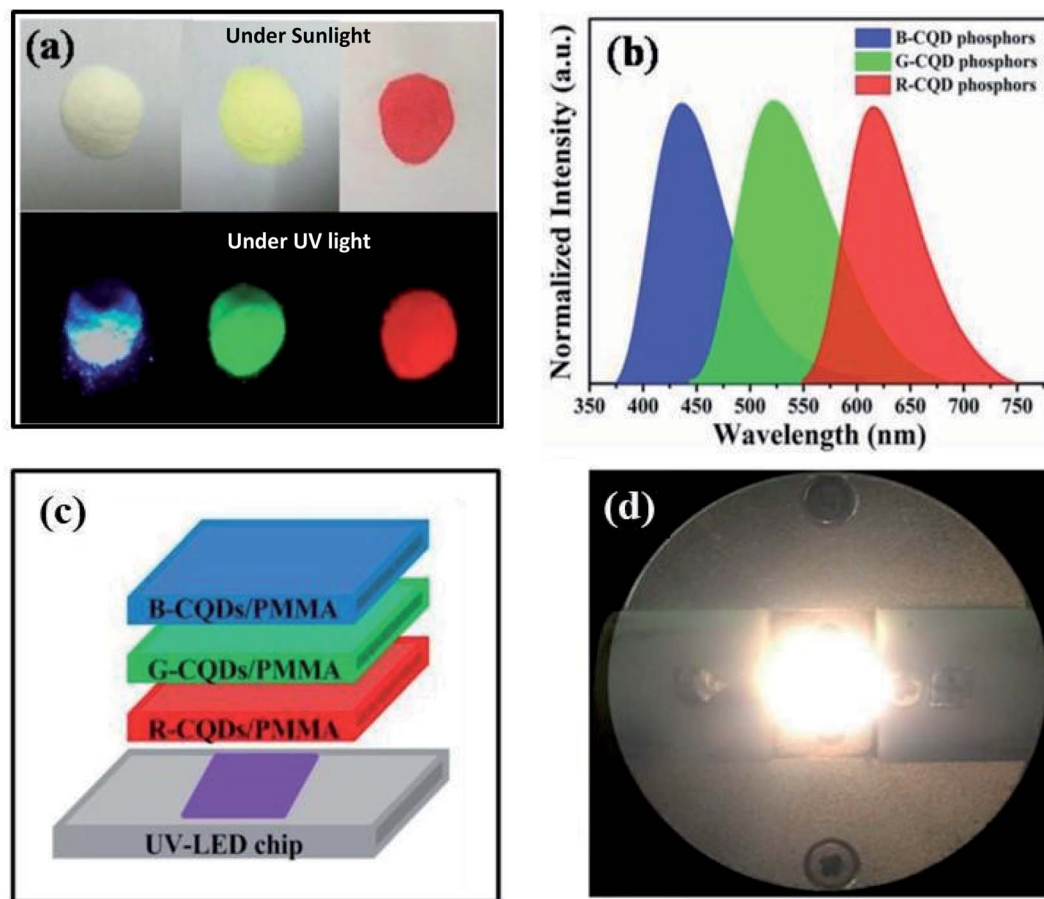 (a)
Under Sunlight
Under UV light
(b)
B-CQD phosphors
G-CQD phosphors
R-CQD phosphors
Normalized Intensity (a.u.)
350 400 450 500 550 600 650 700 750
Wavelength (nm)
(c)
B-CQDs/PMMA
G-CQDs/PMMA
R-CQDs/PMMA
UV-LED chip
(d)